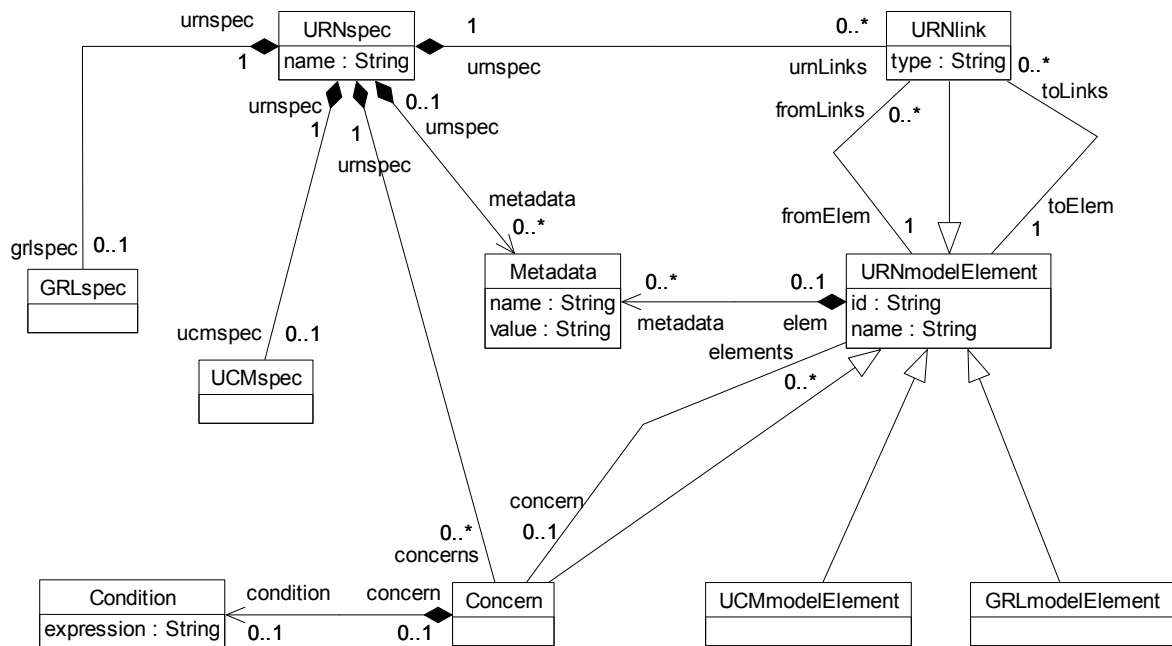 urnspec
1
URNspec
name : String
1
urnspec
0..*
urnLinks
URNlink
type : String
0..*
toLinks
fromLinks
0..*
urnspec
1
1
urnspec
0..1
urnspec
metadata
0..*
fromElem
1
toElem
1
grlspec
0..1
GRLspec
Metadata
name : String
value : String
0..*
metadata
0..1
elem
URNmodelElement
id : String
name : String
ucmspec
0..1
UCMspec
elements
0..*
concern
0..1
0..*
concerns
Condition
expression : String
condition
0..1
concern
0..1
Concern
UCMmodelElement
GRLmodelElement